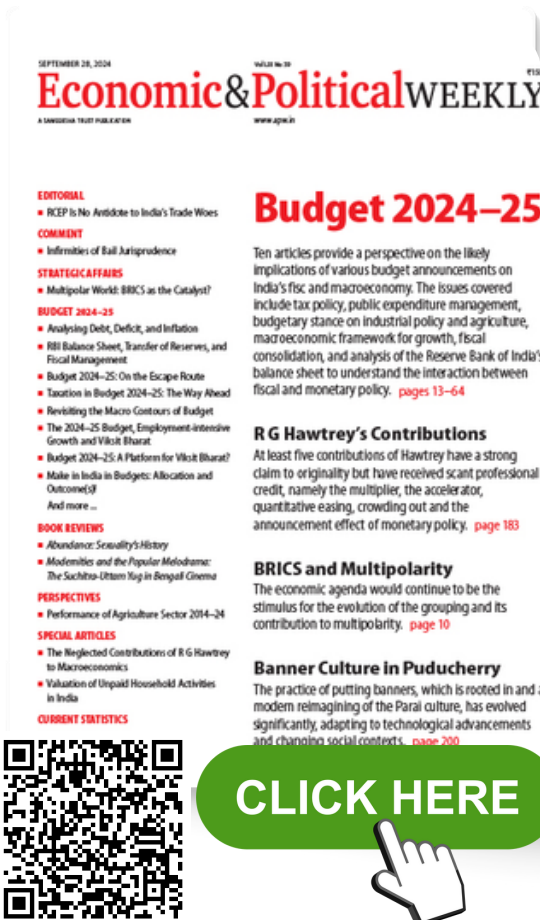 SEPTEMBER 28, 2024
Vol LIX No 39
Economic&PoliticalWEEKLY
A SAMEEKSHA TRUST PUBLICATION
www.epw.in
EDITORIAL
RCEP Is No Antidote to India's Trade Woes
COMMENT
Infirmities of Bail Jurisprudence
STRATEGIC AFFAIRS
Multipolar World: BRICS as the Catalyst?
BUDGET 2024–25
Analysing Debt, Deficit, and Inflation
RBI Balance Sheet, Transfer of Reserves, and
Fiscal Management
Budget 2024–25: On the Escape Route
Taxation in Budget 2024–25: The Way Ahead
Revisiting the Macro Contours of Budget
The 2024–25 Budget, Employment-intensive
Growth and Viksit Bharat
Budget 2024–25: A Platform for Viksit Bharat?
Make in India in Budgets: Allocation and
Outcome(s)!
And more ...
BOOK REVIEWS
Abundance: Sexuality's History
Modernities and the Popular Melodrama:
The Suchitra-Uttam Yug in Bengali Cinema
PERSPECTIVES
Performance of Agriculture Sector 2014–24
SPECIAL ARTICLES
The Neglected Contributions of R G Hawtrey
to Macroeconomics
Valuation of Unpaid Household Activities
in India
CURRENT STATISTICS
Budget 2024–25
Ten articles provide a perspective on the likely
implications of various budget announcements on
India's fisc and macroeconomy. The issues covered
include tax policy, public expenditure management,
budgetary stance on industrial policy and agriculture,
macroeconomic framework for growth, fiscal
consolidation, and analysis of the Reserve Bank of India's
balance sheet to understand the interaction between
fiscal and monetary policy. pages 13–64
R G Hawtrey's Contributions
At least five contributions of Hawtrey have a strong
claim to originality but have received scant professional
credit, namely the multiplier, the accelerator,
quantitative easing, crowding out and the
announcement effect of monetary policy. page 183
BRICS and Multipolarity
The economic agenda would continue to be the
stimulus for the evolution of the grouping and its
contribution to multipolarity. page 10
Banner Culture in Puducherry
The practice of putting banners, which is rooted in and a
modern reimagining of the Parai culture, has evolved
significantly, adapting to technological advancements
and changing social contexts. page 200
CLICK HERE